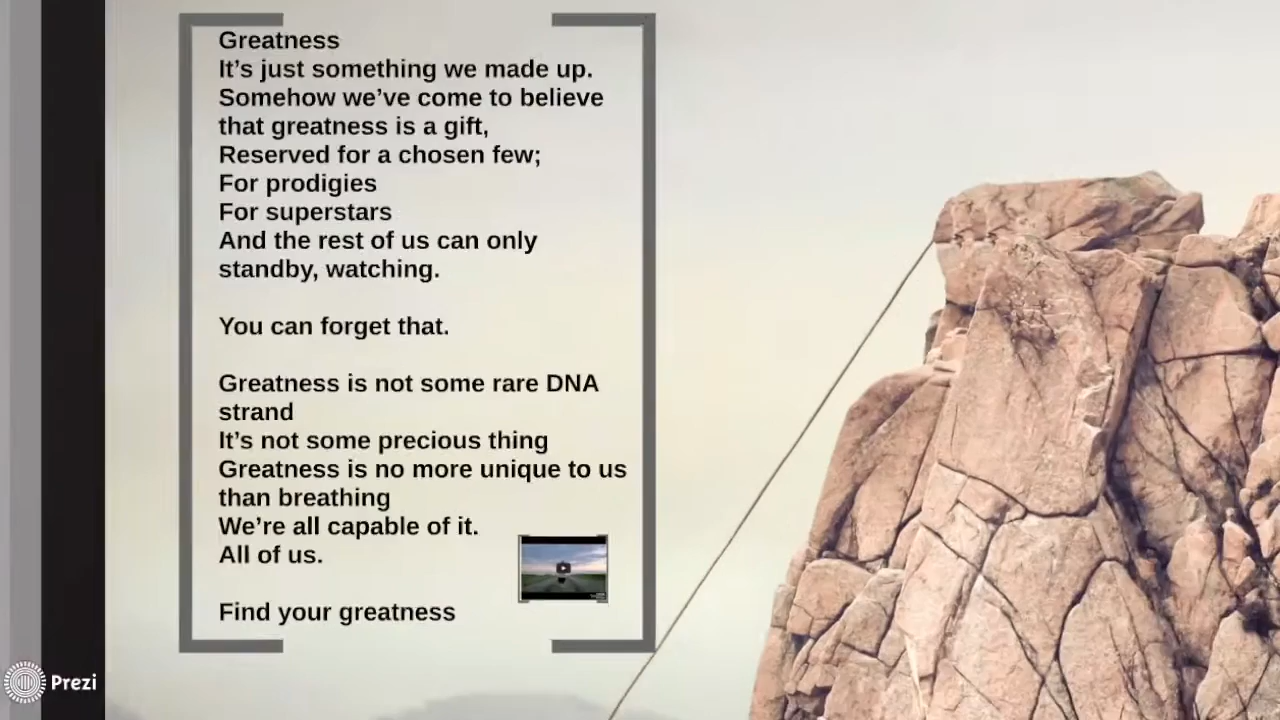 Greatness
It’s just something we made up.
Somehow we’ve come to believe
that greatness is a gift,
Reserved for a chosen few;
For prodigies
For superstars
And the rest of us can only
standby, watching.
You can forget that.
Greatness is not some rare DNA
strand
It’s not some precious thing
Greatness is no more unique to us
than breathing
We’re all capable of it.
All of us.
Find your greatness
Prezi